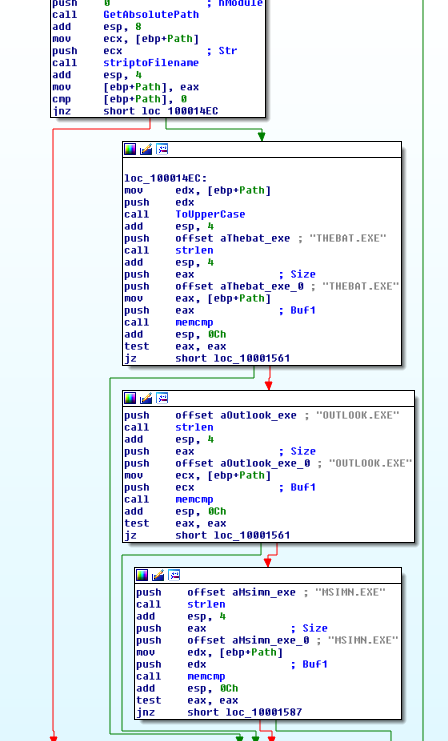 push 0 ; hModule
call GetAbsolutePath
add esp, 8
mov ecx, [ebp+Path]
push ecx ; Str
call striptoFilename
add esp, 4
mov [ebp+Path], eax
cmp [ebp+Path], 0
jnz short loc_100014EC
loc_100014EC:
mov edx, [ebp+Path]
push edx
call ToUpperCase
add esp, 4
push offset aThebat_exe ; "THEBAT.EXE"
call strlen
add esp, 4
push eax ; Size
push offset aThebat_exe_0 ; "THEBAT.EXE"
mov eax, [ebp+Path]
push eax ; Buf1
call memcmp
add esp, 0Ch
test eax, eax
jz short loc_10001561
push offset aOutlook_exe ; "OUTLOOK.EXE"
call strlen
add esp, 4
push eax ; Size
push offset aOutlook_exe_0 ; "OUTLOOK.EXE"
mov ecx, [ebp+Path]
push ecx ; Buf1
call memcmp
add esp, 0Ch
test eax, eax
jz short loc_10001561
push offset aMsimn_exe ; "MSIMN.EXE"
call strlen
add esp, 4
push eax ; Size
push offset aMsimn_exe_0 ; "MSIMN.EXE"
mov edx, [ebp+Path]
push edx ; Buf1
call memcmp
add esp, 0Ch
test eax, eax
jnz short loc_10001587